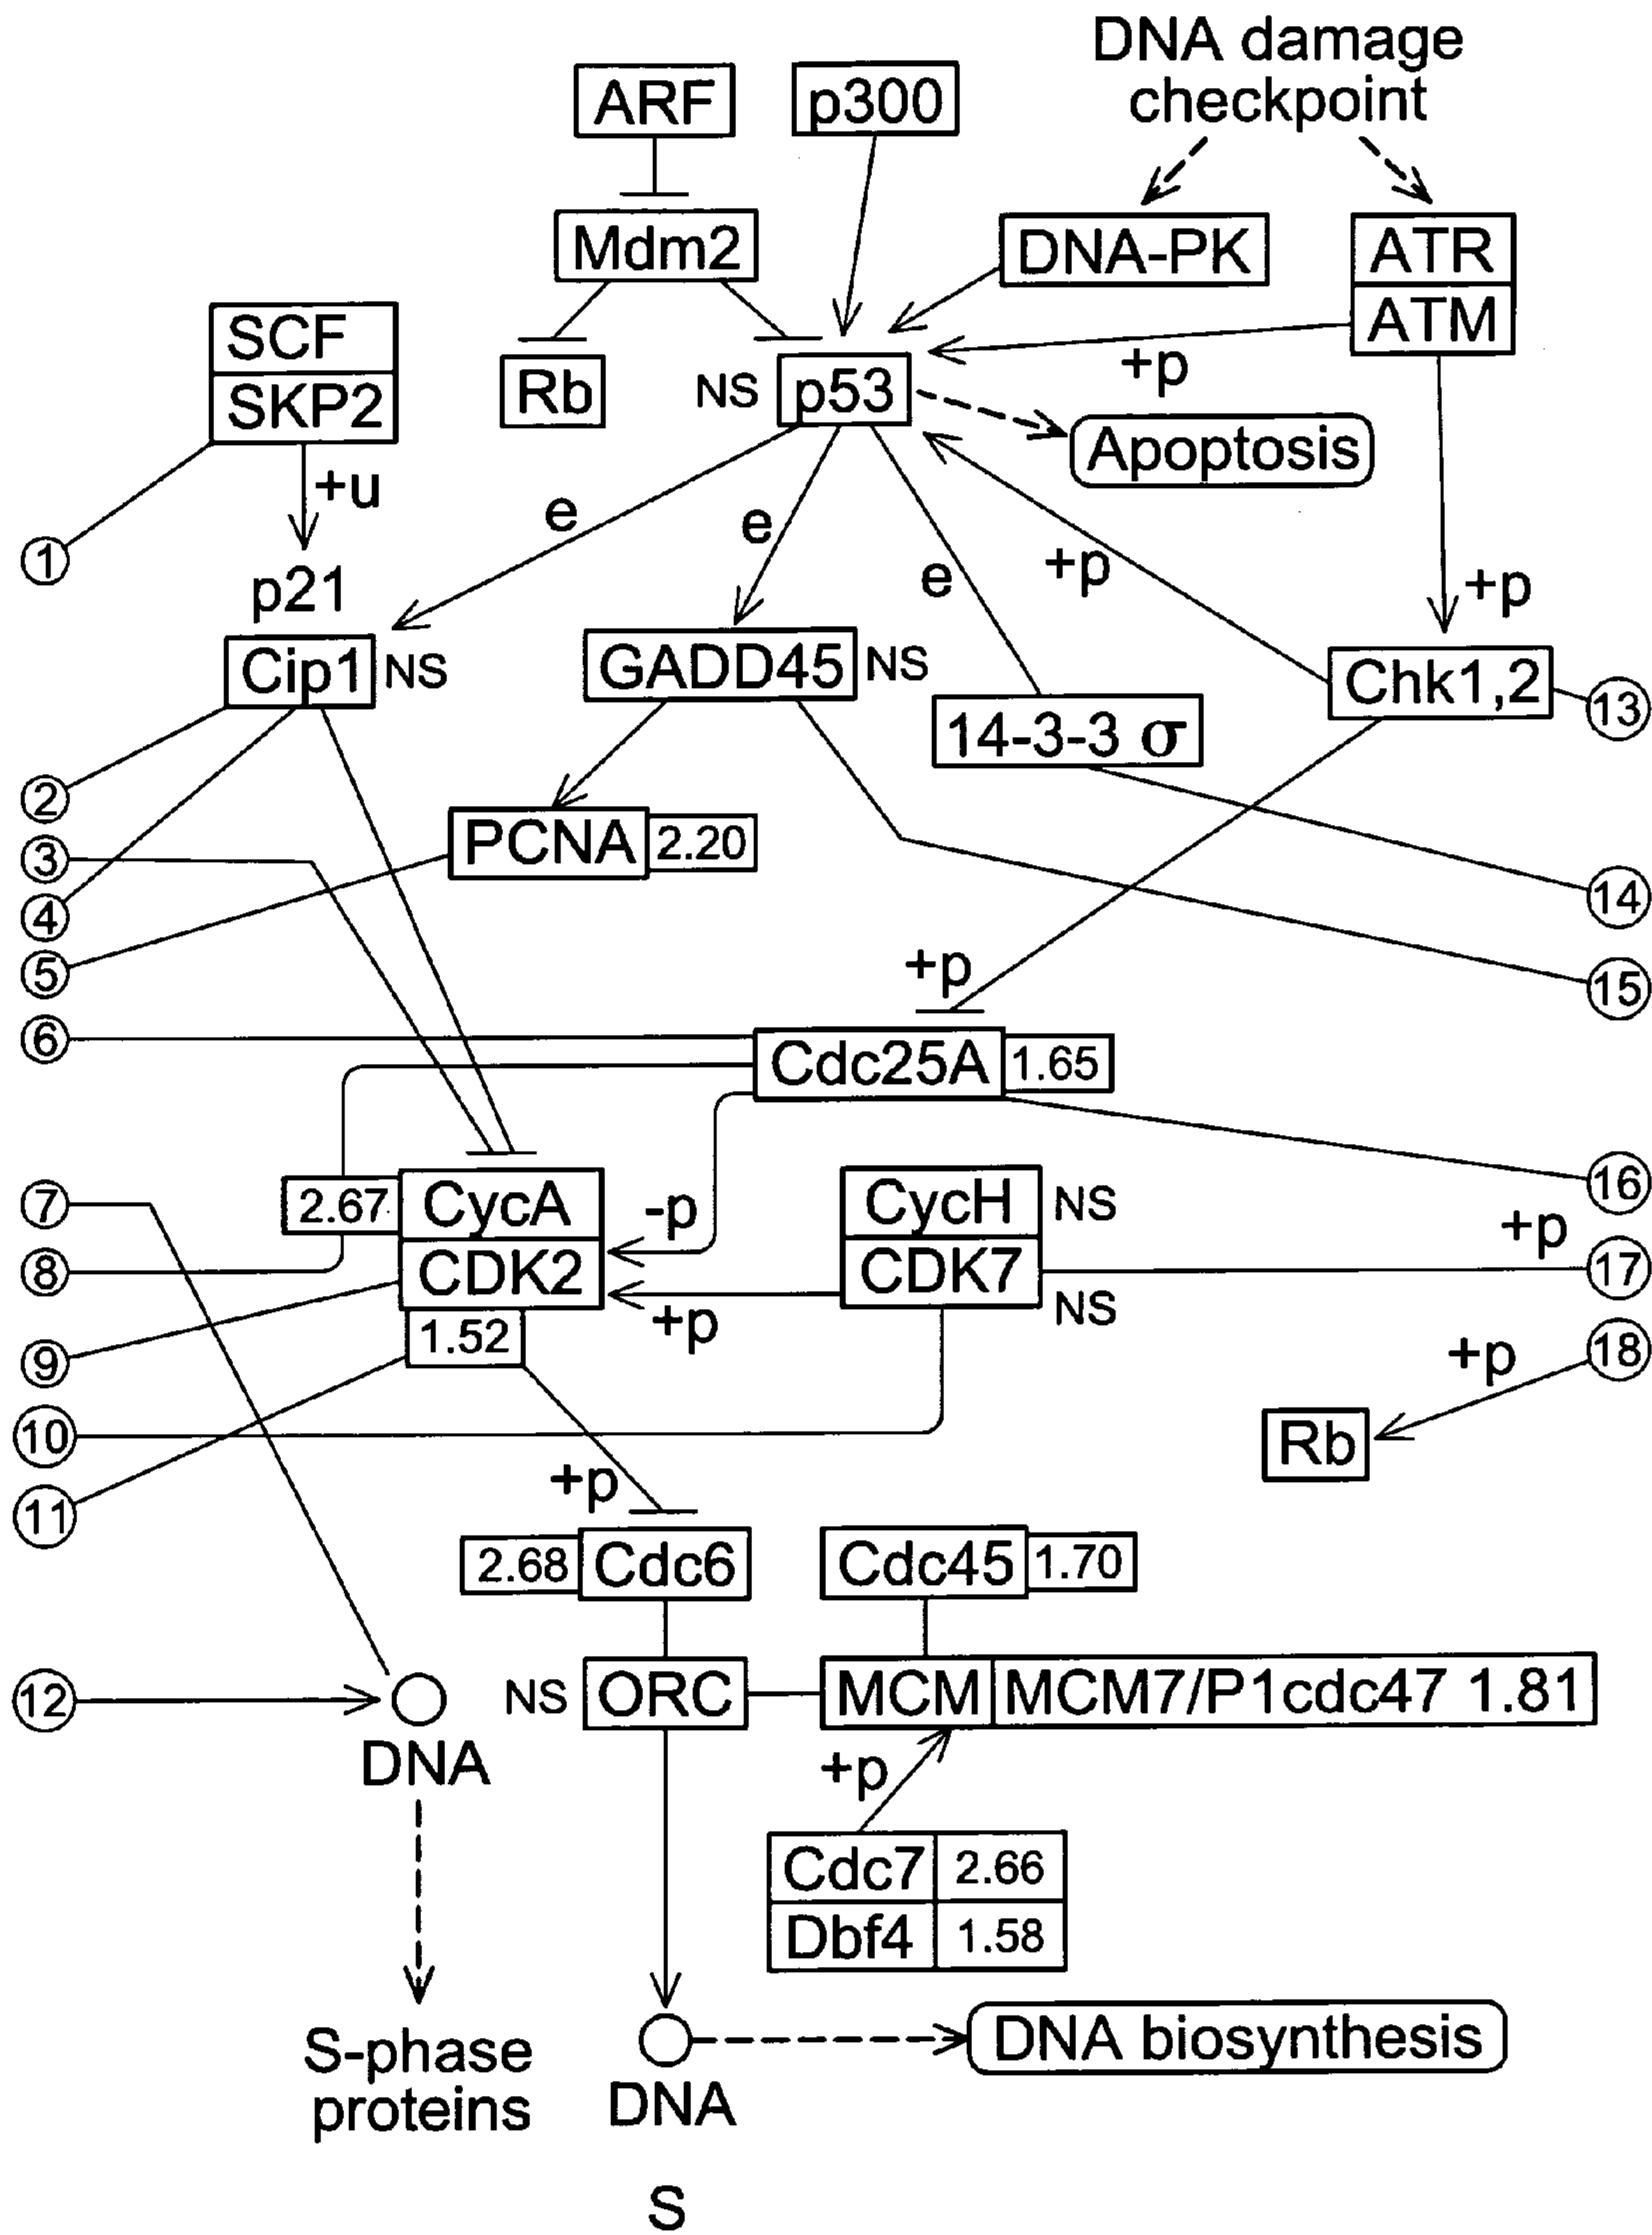 DNA damage
checkpoint
ARF
p300
Mdm2
DNA-PK
ATR
ATM
SCF
SKP2
Rb
NS
p53
+p
Apoptosis
+u
e
e
e
+p
+p
1
p21
Cip1
NS
GADD45
NS
14-3-3 σ
Chk1,2
13
2
3
4
5
PCNA
2.20
14
15
+p
6
Cdc25A
1.65
7
8
2.67
CycA
CDK2
1.52
-p
+p
CycH
CDK7
NS
NS
16
+p
17
18
+p
Rb
9
10
11
+p
2.68
Cdc6
Cdc45
1.70
12
DNA
NS
ORC
MCM
MCM7/P1cdc47 1.81
+p
Cdc7
2.66
Dbf4
1.58
S-phase
proteins
DNA
DNA biosynthesis
S